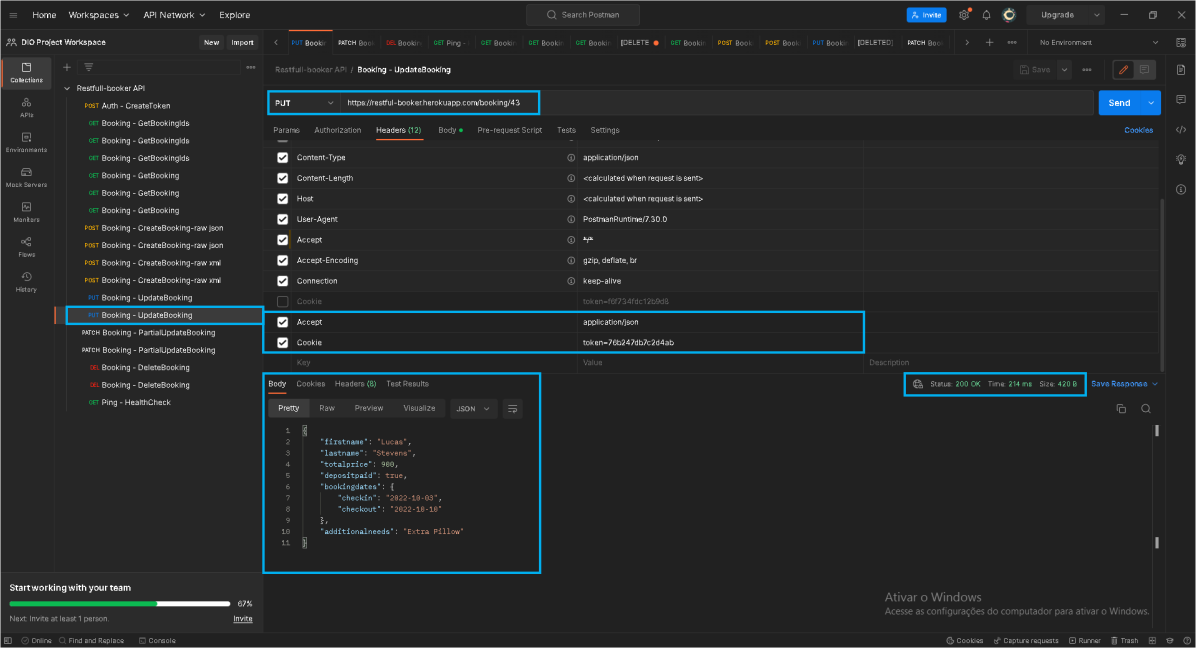 Home Workspaces API Network Explore Search Postman Invite Upgrade
DiO Project Workspace New Import PUT Bookin PATCH Boo DEL Bookin GET Ping - GET Bookin GET Bookin GET Bookin [DELETE GET Bookin POST Booki POST Booki PUT Bookin [DELETED] PATCH Boo No Environment
Restfull-booker API / Booking - UpdateBooking Save
Collections
APIs
Environments
Mock Servers
Monitors
Flows
History
Restfull-booker API
POST Auth - CreateToken
GET Booking - GetBookingIds
GET Booking - GetBookingIds
GET Booking - GetBookingIds
GET Booking - GetBooking
GET Booking - GetBooking
GET Booking - GetBooking
POST Booking - CreateBooking-raw json
POST Booking - CreateBooking-raw json
POST Booking - CreateBooking-raw xml
POST Booking - CreateBooking-raw xml
PUT Booking - UpdateBooking
PUT Booking - UpdateBooking
PATCH Booking - PartialUpdateBooking
PATCH Booking - PartialUpdateBooking
DEL Booking - DeleteBooking
DEL Booking - DeleteBooking
GET Ping - HealthCheck
PUT https://restful-booker.herokuapp.com/booking/43 Send
Params Authorization Headers (12) Body Pre-request Script Tests Settings Cookies
Content-Type application/json
Content-Length <calculated when request is sent>
Host <calculated when request is sent>
User-Agent PostmanRuntime/7.30.0
Accept */*
Accept-Encoding gzip, deflate, br
Connection keep-alive
Cookie token=f6f734fdc12b9d8
Accept application/json
Cookie token=76b247db7c2d4ab
Key Value Description
Body Cookies Headers (8) Test Results Status: 200 OK Time: 214 ms Size: 420 B Save Response
Pretty Raw Preview Visualize JSON
1 {
2 "firstname": "Lucas",
3 "lastname": "Stevens",
4 "totalprice": 900,
5 "depositpaid": true,
6 "bookingdates": {
7 "checkin": "2022-10-03",
8 "checkout": "2022-10-10"
9 },
10 "additionalneeds": "Extra Pillow"
11 }
Start working with your team
67%
Next: Invite at least 1 person. Invite
Ativar o Windows
Acesse as configurações do computador para ativar o Windows.
Online Find and Replace Console Cookies Capture requests Runner Trash